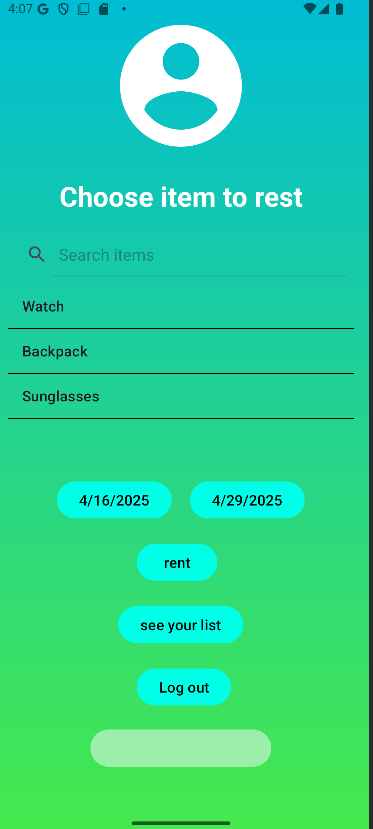 4:07
Choose item to rest
Search items
Watch
Backpack
Sunglasses
4/16/2025 4/29/2025
rent
see your list
Log out